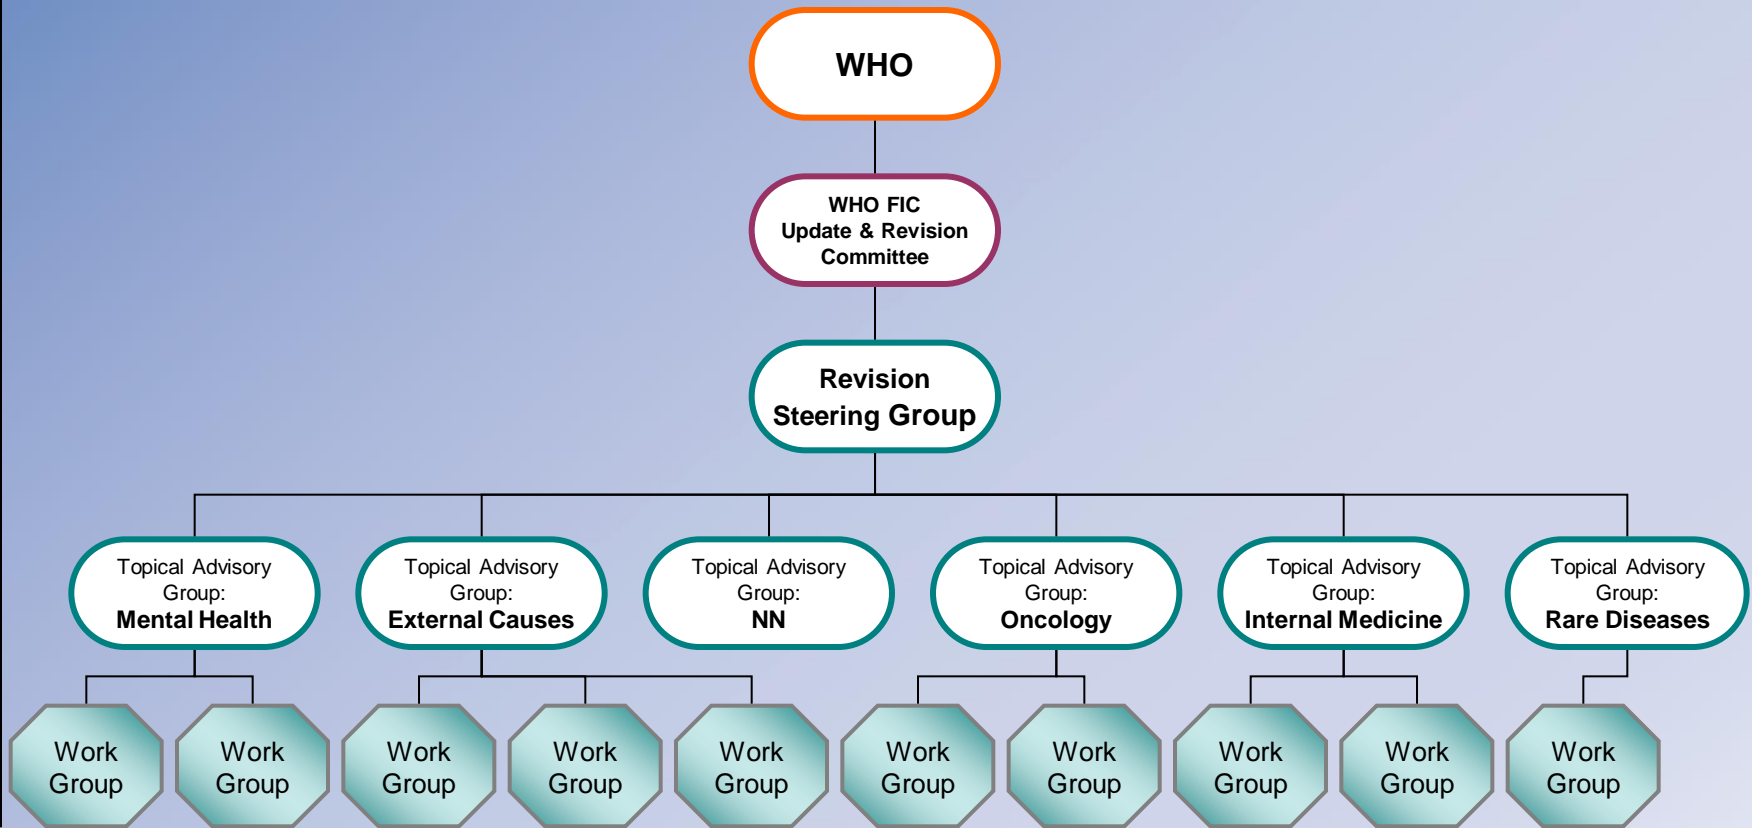 WHO
WHO FIC
Update & Revision
Committee
Revision
Steering Group
Topical Advisory
Group:
Mental Health
Topical Advisory
Group:
External Causes
Topical Advisory
Group:
NN
Topical Advisory
Group:
Oncology
Topical Advisory
Group:
Internal Medicine
Topical Advisory
Group:
Rare Diseases
Work
Group
Work
Group
Work
Group
Work
Group
Work
Group
Work
Group
Work
Group
Work
Group
Work
Group
Work
Group